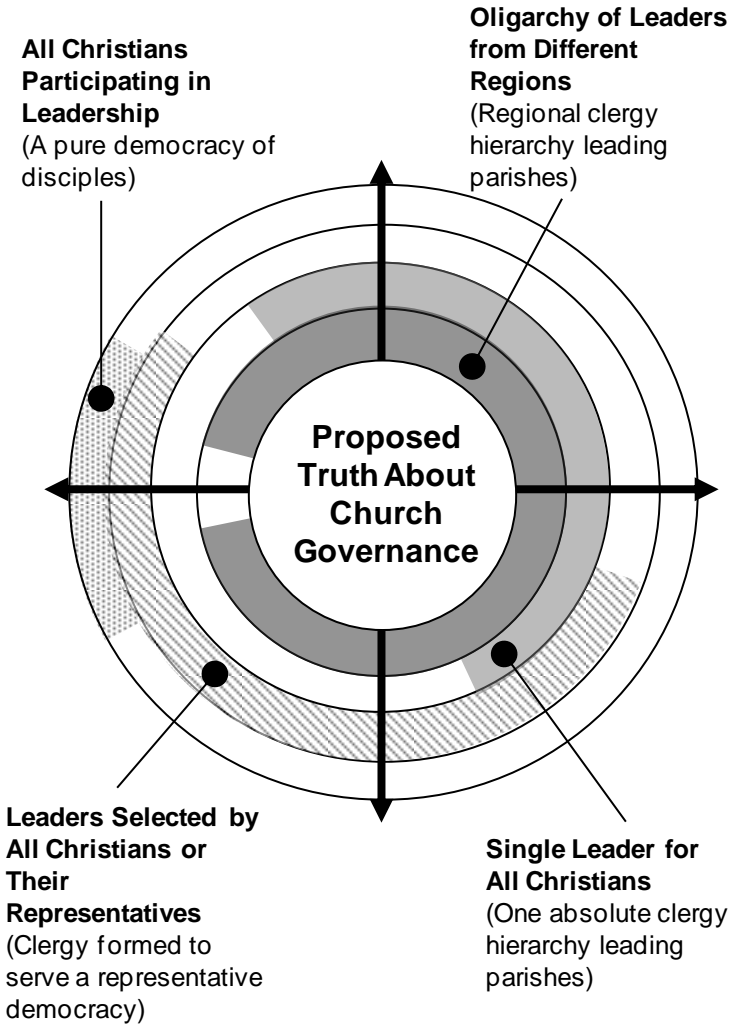 All Christians
Participating in
Leadership
(A pure democracy of
disciples)
Oligarchy of Leaders
from Different
Regions
(Regional clergy
hierarchy leading
parishes)
Proposed
Truth About
Church
Governance
Leaders Selected by
All Christians or
Their
Representatives
(Clergy formed to
serve a representative
democracy)
Single Leader for
All Christians
(One absolute clergy
hierarchy leading
parishes)